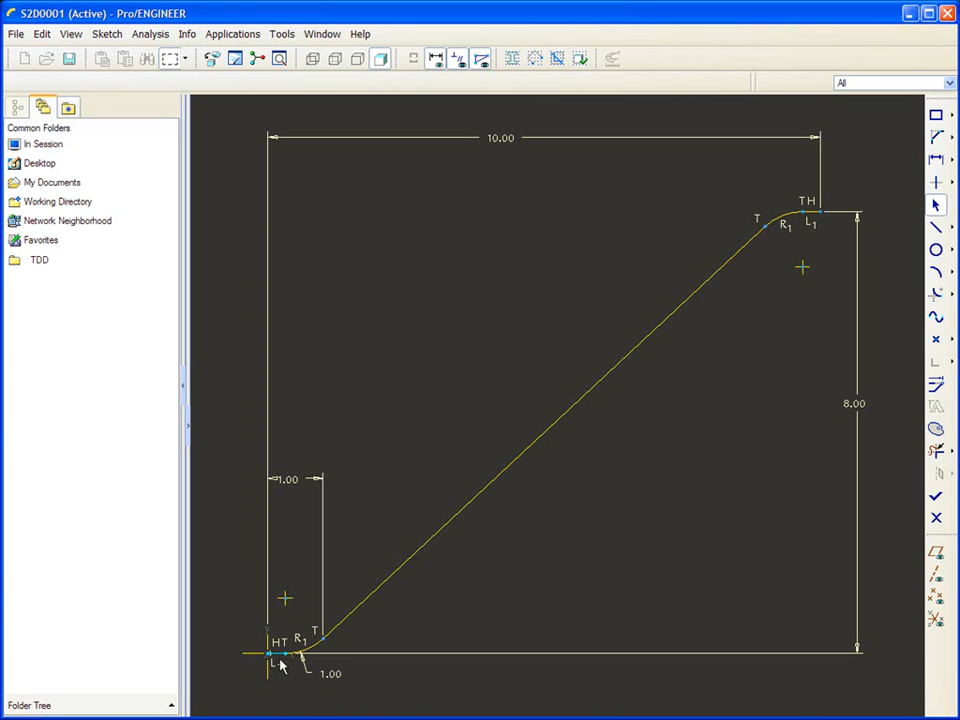 S2D0001 (Active) - Pro/ENGINEER
File Edit View Sketch Analysis Info Applications Tools Window Help
All
Common Folders
In Session
Desktop
My Documents
Working Directory
Network Neighborhood
Favorites
TDD
Folder Tree
10.00
T H
T
R1
L1
8.00
1.00
Y
H T
R1
T
L
1.00